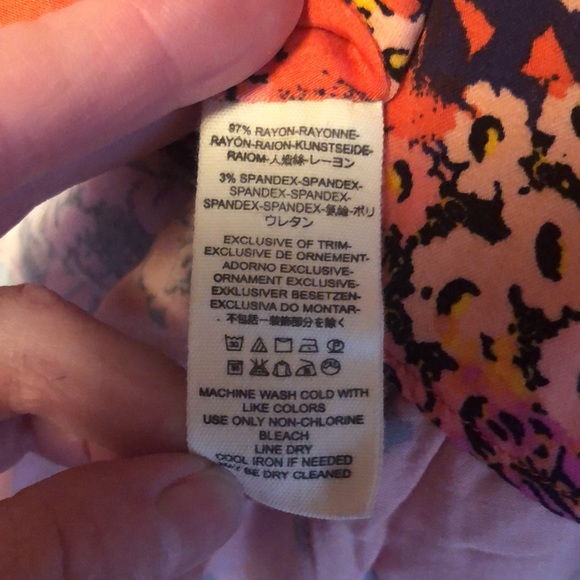 97% RAYON-RAYONNE-
RAYON-RAION-KUNSTSEIDE-
RAIOM-人造絲-レーヨン
3% SPANDEX-SPANDEX-
SPANDEX-SPANDEX-
SPANDEX-SPANDEX-氨綸-ポリ
ウレタン
EXCLUSIVE OF TRIM-
EXCLUSIVE DE ORNEMENT-
ADORNO EXCLUSIVE-
ORNAMENT EXCLUSIVE-
EXKLUSIVER BESETZEN-
EXCLUSIVA DO MONTAR-
不包括一装飾部分を除く
MACHINE WASH COLD WITH
LIKE COLORS
USE ONLY NON-CHLORINE
BLEACH
LINE DRY
COOL IRON IF NEEDED
BE DRY CLEANED